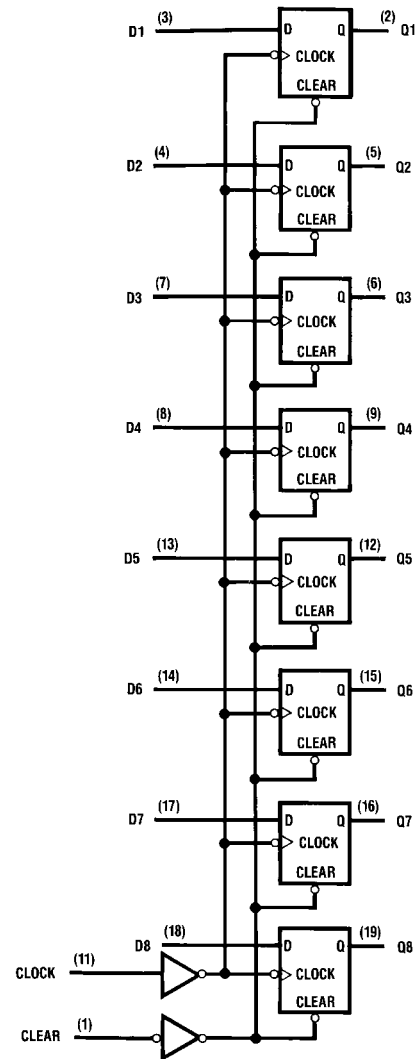 D1 (3) D Q (2) Q1
CLOCK
CLEAR
D2 (4) D Q (5) Q2
CLOCK
CLEAR
D3 (7) D Q (6) Q3
CLOCK
CLEAR
D4 (8) D Q (9) Q4
CLOCK
CLEAR
D5 (13) D Q (12) Q5
CLOCK
CLEAR
D6 (14) D Q (15) Q6
CLOCK
CLEAR
D7 (17) D Q (16) Q7
CLOCK
CLEAR
D8 (18) D Q (19) Q8
CLOCK (11) CLOCK
CLEAR
CLEAR (1)